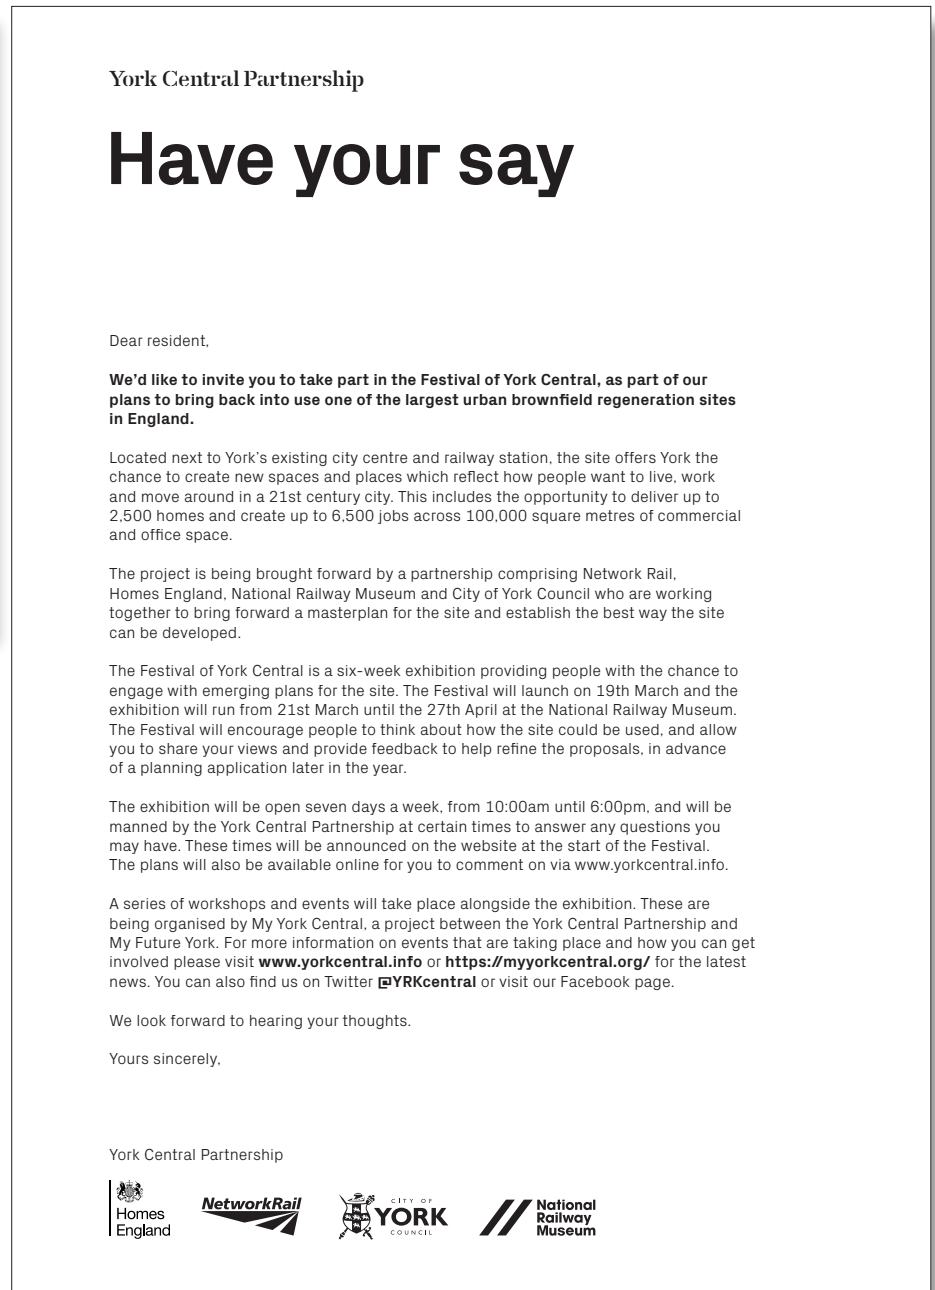 York Central Partnership
Have your say
Dear resident,
We’d like to invite you to take part in the Festival of York Central, as part of our
plans to bring back into use one of the largest urban brownfield regeneration sites
in England.
Located next to York’s existing city centre and railway station, the site offers York the
chance to create new spaces and places which reflect how people want to live, work
and move around in a 21st century city. This includes the opportunity to deliver up to
2,500 homes and create up to 6,500 jobs across 100,000 square metres of commercial
and office space.
The project is being brought forward by a partnership comprising Network Rail,
Homes England, National Railway Museum and City of York Council who are working
together to bring forward a masterplan for the site and establish the best way the site
can be developed.
The Festival of York Central is a six-week exhibition providing people with the chance to
engage with emerging plans for the site. The Festival will launch on 19th March and the
exhibition will run from 21st March until the 27th April at the National Railway Museum.
The Festival will encourage people to think about how the site could be used, and allow
you to share your views and provide feedback to help refine the proposals, in advance
of a planning application later in the year.
The exhibition will be open seven days a week, from 10:00am until 6:00pm, and will be
manned by the York Central Partnership at certain times to answer any questions you
may have. These times will be announced on the website at the start of the Festival.
The plans will also be available online for you to comment on via www.yorkcentral.info.
A series of workshops and events will take place alongside the exhibition. These are
being organised by My York Central, a project between the York Central Partnership and
My Future York. For more information on events that are taking place and how you can get
involved please visit www.yorkcentral.info or https://myyorkcentral.org/ for the latest
news. You can also find us on Twitter @YRKcentral or visit our Facebook page.
We look forward to hearing your thoughts.
Yours sincerely,
York Central Partnership
Homes
England
NetworkRail
CITY OF
YORK
COUNCIL
National
Railway
Museum